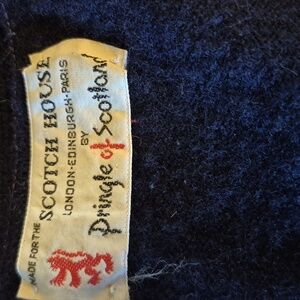 MADE FOR THE
SCOTCH HOUSE
LONDON·EDINBURGH·PARIS
BY
Pringle of Scotland